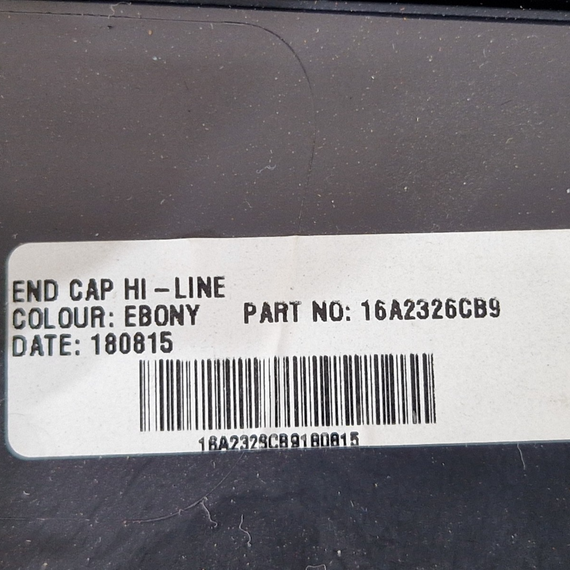 END CAP HI-LINE
COLOUR: EBONY PART NO: 16A2326CB9
DATE: 180815
16A2326CB9180815